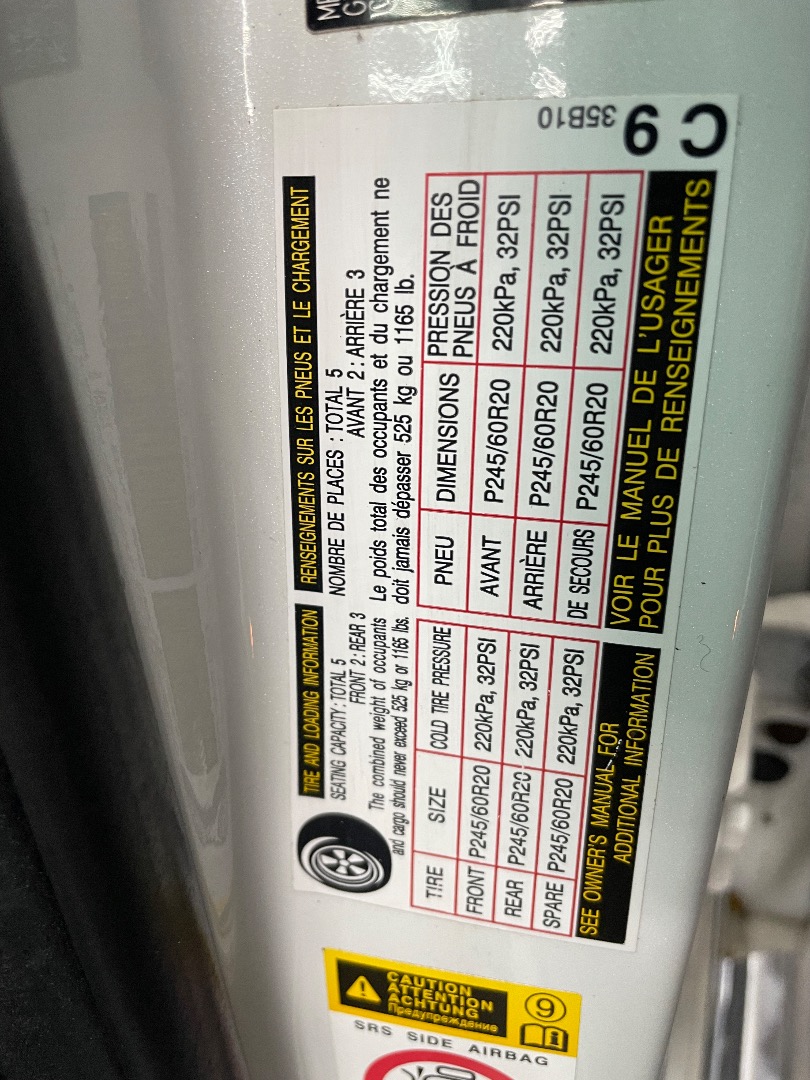 TIRE AND LOADING INFORMATION
SEATING CAPACITY : TOTAL 5
FRONT 2 : REAR 3
The combined weight of occupants
and cargo should never exceed 525 kg or 1165 lbs.
TIRE SIZE COLD TIRE PRESSURE
FRONT P245/60R20 220kPa, 32PSI
REAR P245/60R20 220kPa, 32PSI
SPARE P245/60R20 220kPa, 32PSI
SEE OWNER'S MANUAL FOR
ADDITIONAL INFORMATION
RENSEIGNEMENTS SUR LES PNEUS ET LE CHARGEMENT
NOMBRE DE PLACES : TOTAL 5
AVANT 2 : ARRIÈRE 3
Le poids total des occupants et du chargement ne
doit jamais dépasser 525 kg ou 1165 lb.
PNEU DIMENSIONS PRESSION DES
PNEUS À FROID
AVANT P245/60R20 220kPa, 32PSI
ARRIÈRE P245/60R20 220kPa, 32PSI
DE SECOURS P245/60R20 220kPa, 32PSI
VOIR LE MANUEL DE L'USAGER
POUR PLUS DE RENSEIGNEMENTS
C 9
35B10
CAUTION
ATTENTION
ACHTUNG
Предупреждение
9
SRS SIDE AIRBAG